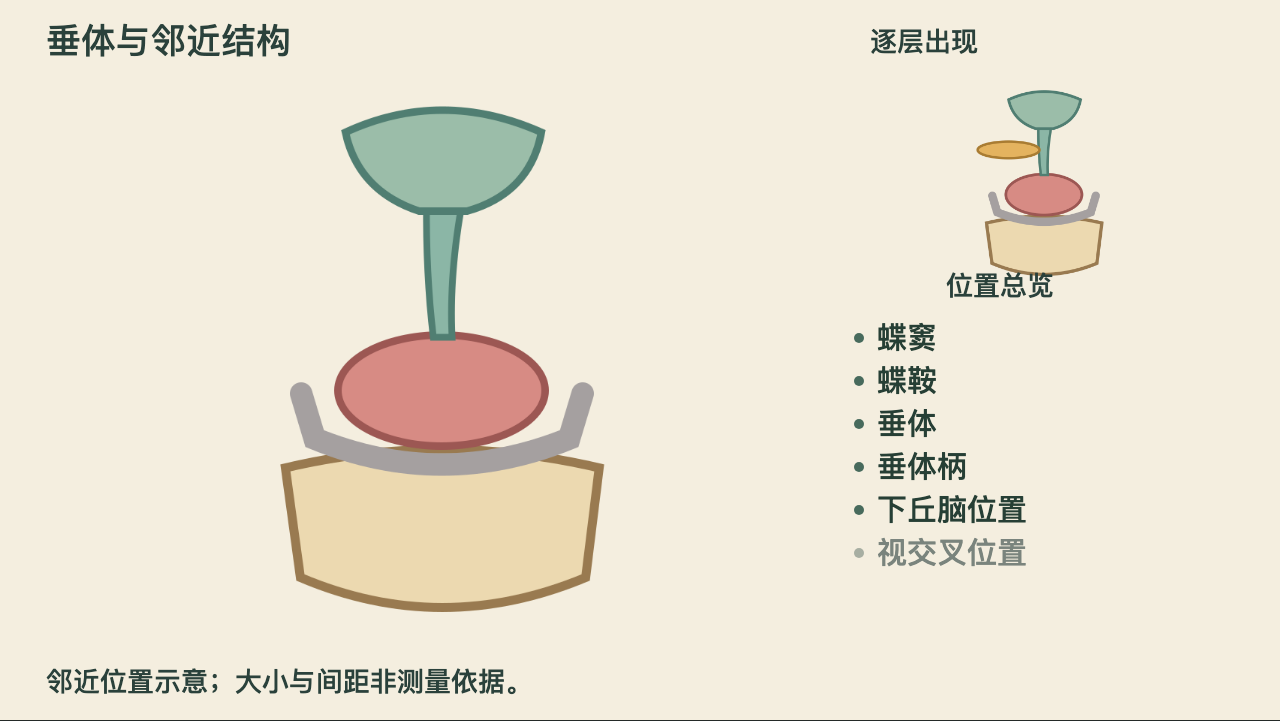 垂体与邻近结构
逐层出现
位置总览
• 蝶窦
• 蝶鞍
• 垂体
• 垂体柄
• 下丘脑位置
• 视交叉位置
邻近位置示意；大小与间距非测量依据。